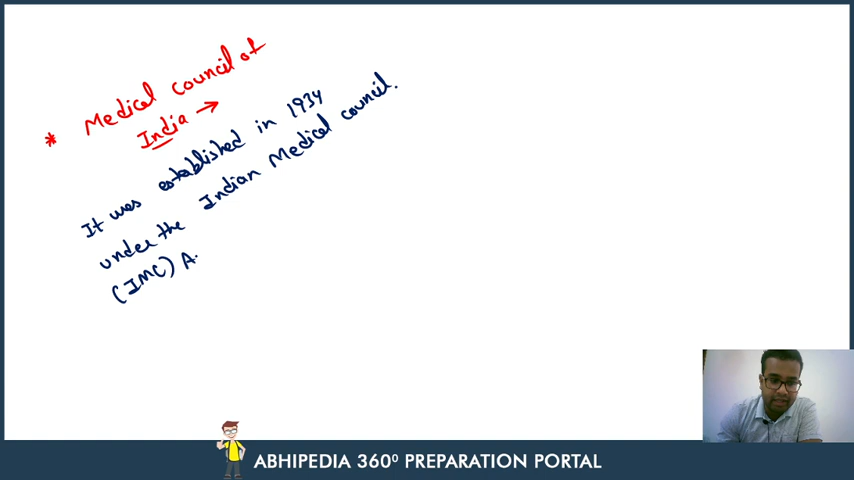 * Medical Council of
India →
It was established in 1934
under the Indian Medical council.
(IMC) A.
ABHIPEDIA 360° PREPARATION PORTAL